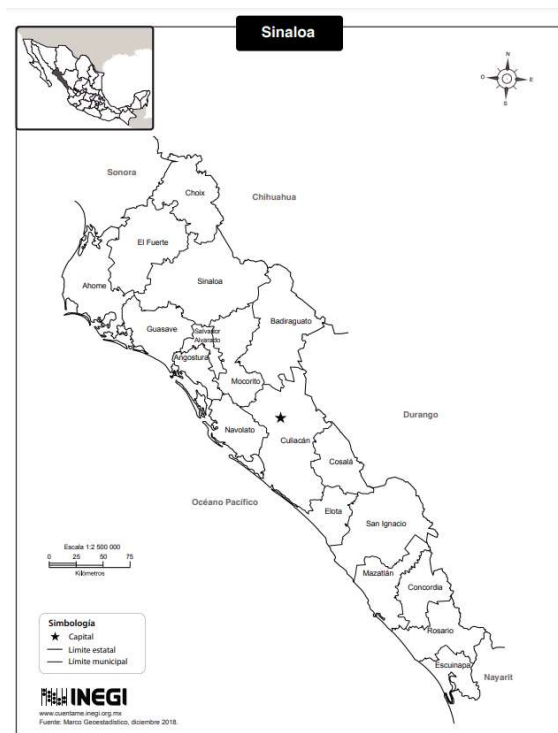 Sinaloa
N
O
E
S
Sonora
Chihuahua
Choix
El Fuerte
Sinaloa
Ahome
Badiraguato
Guasave
Salvador
Alvarado
Angostura
Mocorito
Durango
Navolato
Culiacán
Cosalá
Océano Pacífico
Elota
San Ignacio
Escala 1:2 500 000
0 25 50 75
Kilómetros
Mazatlán
Concordia
Simbología
Capital
Límite estatal
Límite municipal
Rosario
Escuinapa
Nayarit
INEGI
www.cuentame.inegi.org.mx
Fuente: Marco Geoestadístico, diciembre 2018.